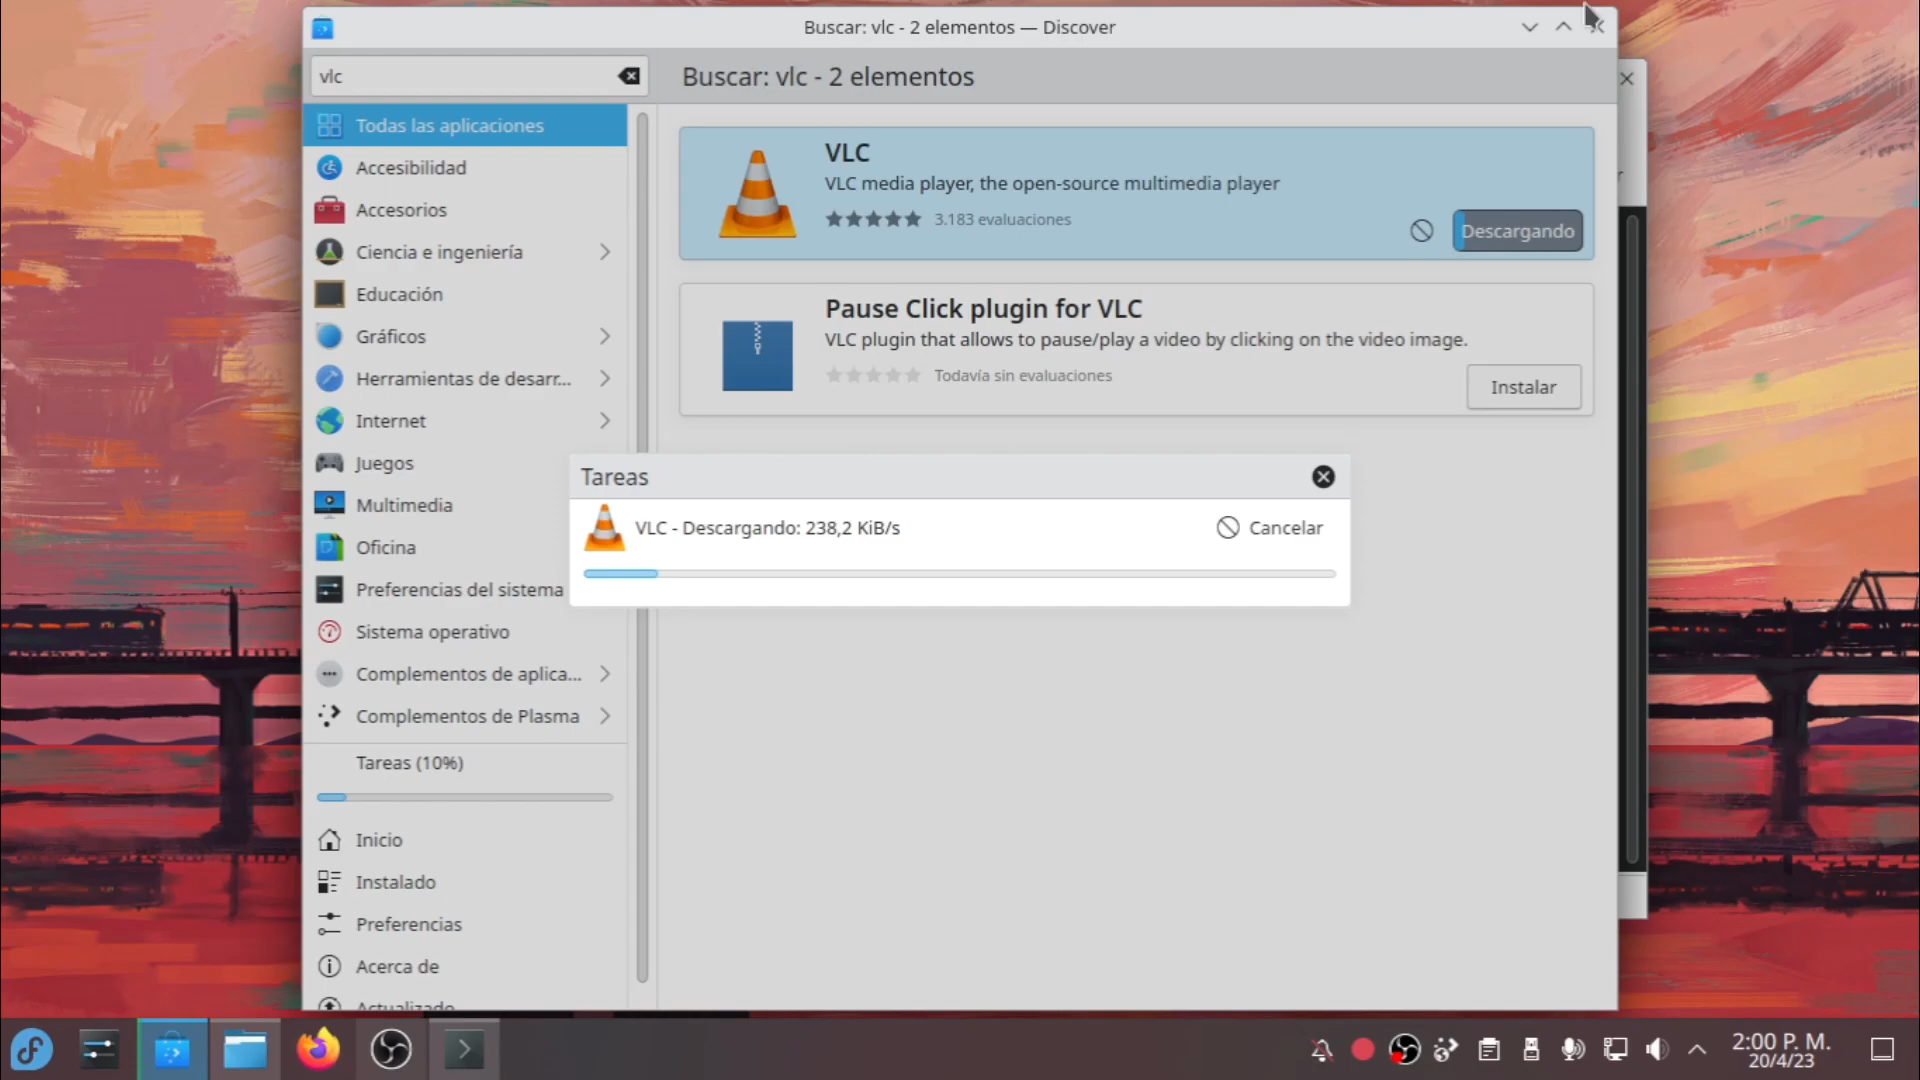 Buscar: vlc - 2 elementos — Discover
vlc
Buscar: vlc - 2 elementos
Todas las aplicaciones
Accesibilidad
Accesorios
Ciencia e ingeniería
Educación
Gráficos
Herramientas de desarr...
Internet
Juegos
Multimedia
Oficina
Preferencias del sistema
Sistema operativo
Complementos de aplica...
Complementos de Plasma
Tareas (10%)
Inicio
Instalado
Preferencias
Acerca de
Actualizado
VLC
VLC media player, the open-source multimedia player
3.183 evaluaciones
Descargando
Pause Click plugin for VLC
VLC plugin that allows to pause/play a video by clicking on the video image.
Todavía sin evaluaciones
Instalar
Tareas
VLC - Descargando: 238,2 KiB/s
Cancelar
2:00 P. M.
20/4/23